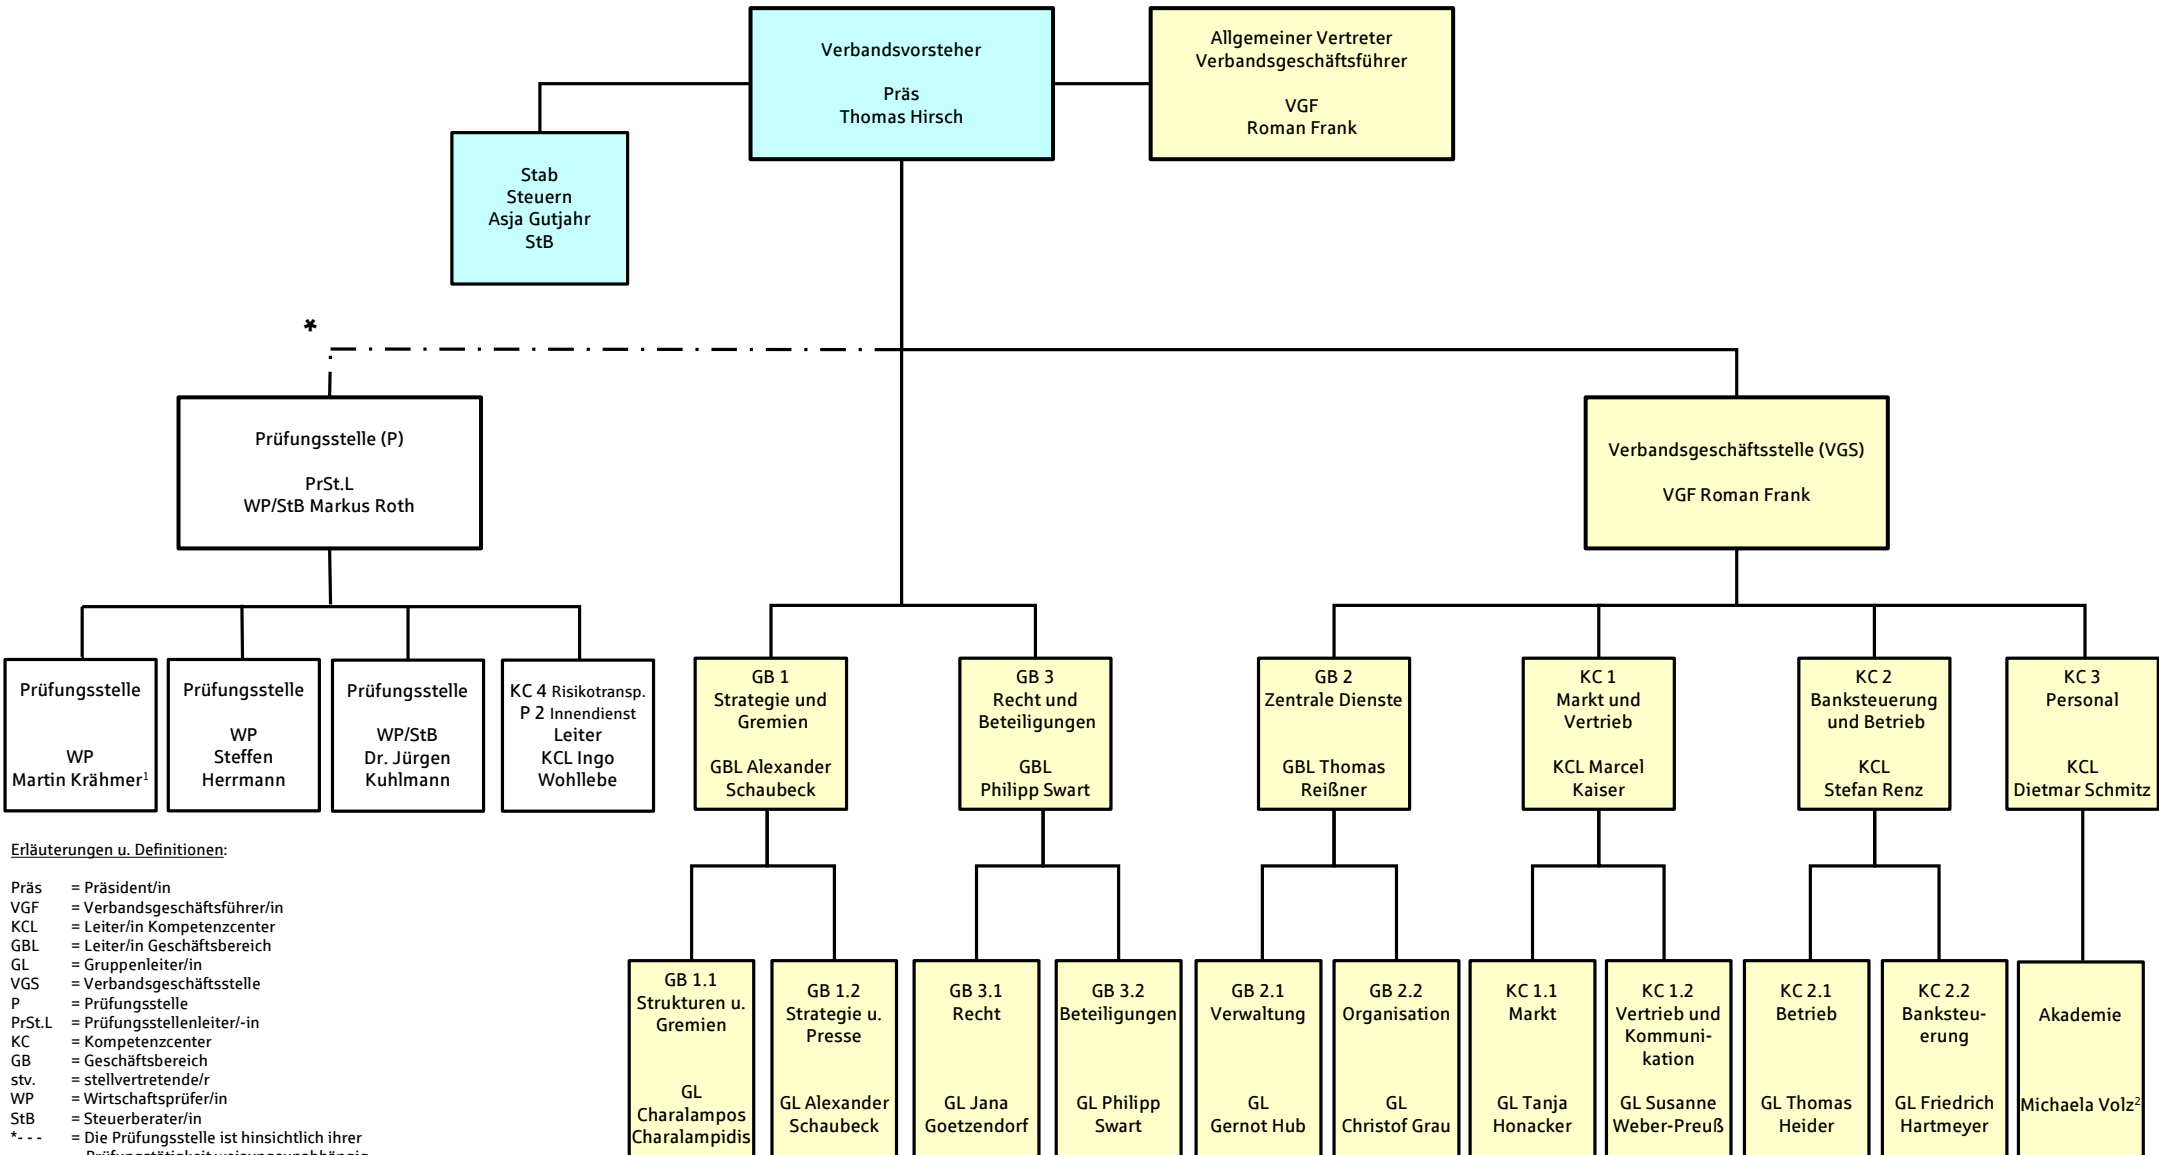 Verbandsvorsteher
Präs
Thomas Hirsch
Allgemeiner Vertreter
Verbandsgeschäftsführer
VGF
Roman Frank
Stab
Steuern
Asja Gutjahr
StB
*
Prüfungsstelle (P)
PrSt.L
WP/StB Markus Roth
Verbandsgeschäftsstelle (VGS)
VGF Roman Frank
Prüfungsstelle
WP
Martin Krähmer¹
Prüfungsstelle
WP
Steffen
Herrmann
Prüfungsstelle
WP/StB
Dr. Jürgen
Kuhlmann
KC 4 Risikotransp.
P 2 Innendienst
Leiter
KCL Ingo
Wohllebe
GB 1
Strategie und
Gremien
GBL Alexander
Schaubeck
GB 3
Recht und
Beteiligungen
GBL
Philipp Swart
GB 2
Zentrale Dienste
GBL Thomas
Reißner
KC 1
Markt und
Vertrieb
KCL Marcel
Kaiser
KC 2
Banksteuerung
und Betrieb
KCL
Stefan Renz
KC 3
Personal
KCL
Dietmar Schmitz
GB 1.1
Strukturen u.
Gremien
GL
Charalampos
Charalampidis
GB 1.2
Strategie u.
Presse
GL Alexander
Schaubeck
GB 3.1
Recht
GL Jana
Goetzendorf
GB 3.2
Beteiligungen
GL Philipp
Swart
GB 2.1
Verwaltung
GL
Gernot Hub
GB 2.2
Organisation
GL
Christof Grau
KC 1.1
Markt
GL Tanja
Honacker
KC 1.2
Vertrieb und
Kommuni-
kation
GL Susanne
Weber-Preuß
KC 2.1
Betrieb
GL Thomas
Heider
KC 2.2
Banksteu-
erung
GL Friedrich
Hartmeyer
Akademie
Michaela Volz²
Erläuterungen u. Definitionen:
Präs = Präsident/in
VGF = Verbandsgeschäftsführer/in
KCL = Leiter/in Kompetenzcenter
GBL = Leiter/in Geschäftsbereich
GL = Gruppenleiter/in
VGS = Verbandsgeschäftsstelle
P = Prüfungsstelle
PrSt.L = Prüfungsstellenleiter/-in
KC = Kompetenzcenter
GB = Geschäftsbereich
stv. = stellvertretende/r
WP = Wirtschaftsprüfer/in
StB = Steuerberater/in
*- - - = Die Prüfungsstelle ist hinsichtlich ihrer
Prüfungstätigkeit weisungsunabhängig